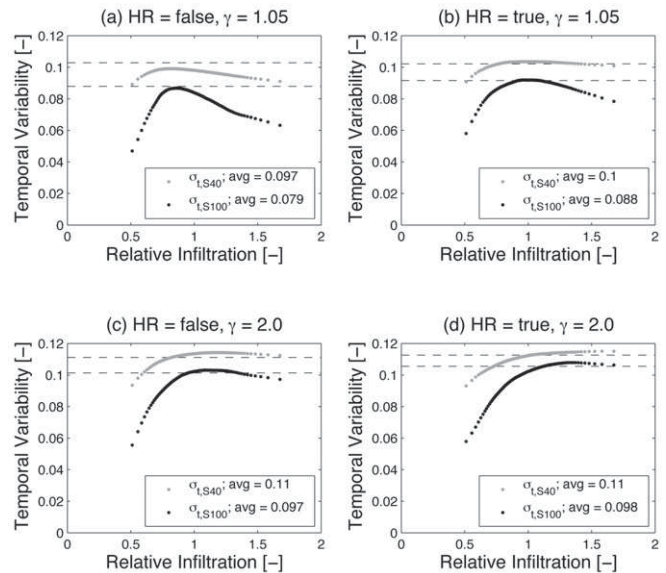 (a) HR = false, γ = 1.05
(b) HR = true, γ = 1.05
Temporal Variability [−]
0.12
0.1
0.08
0.06
0.04
0.02
0
σt,S40; avg = 0.097
σt,S100; avg = 0.079
0 0.5 1 1.5 2
Relative Infiltration [−]
Temporal Variability [−]
0.12
0.1
0.08
0.06
0.04
0.02
0
σt,S40; avg = 0.1
σt,S100; avg = 0.088
0 0.5 1 1.5 2
Relative Infiltration [−]
(c) HR = false, γ = 2.0
(d) HR = true, γ = 2.0
Temporal Variability [−]
0.12
0.1
0.08
0.06
0.04
0.02
0
σt,S40; avg = 0.11
σt,S100; avg = 0.097
0 0.5 1 1.5 2
Relative Infiltration [−]
Temporal Variability [−]
0.12
0.1
0.08
0.06
0.04
0.02
0
σt,S40; avg = 0.11
σt,S100; avg = 0.098
0 0.5 1 1.5 2
Relative Infiltration [−]